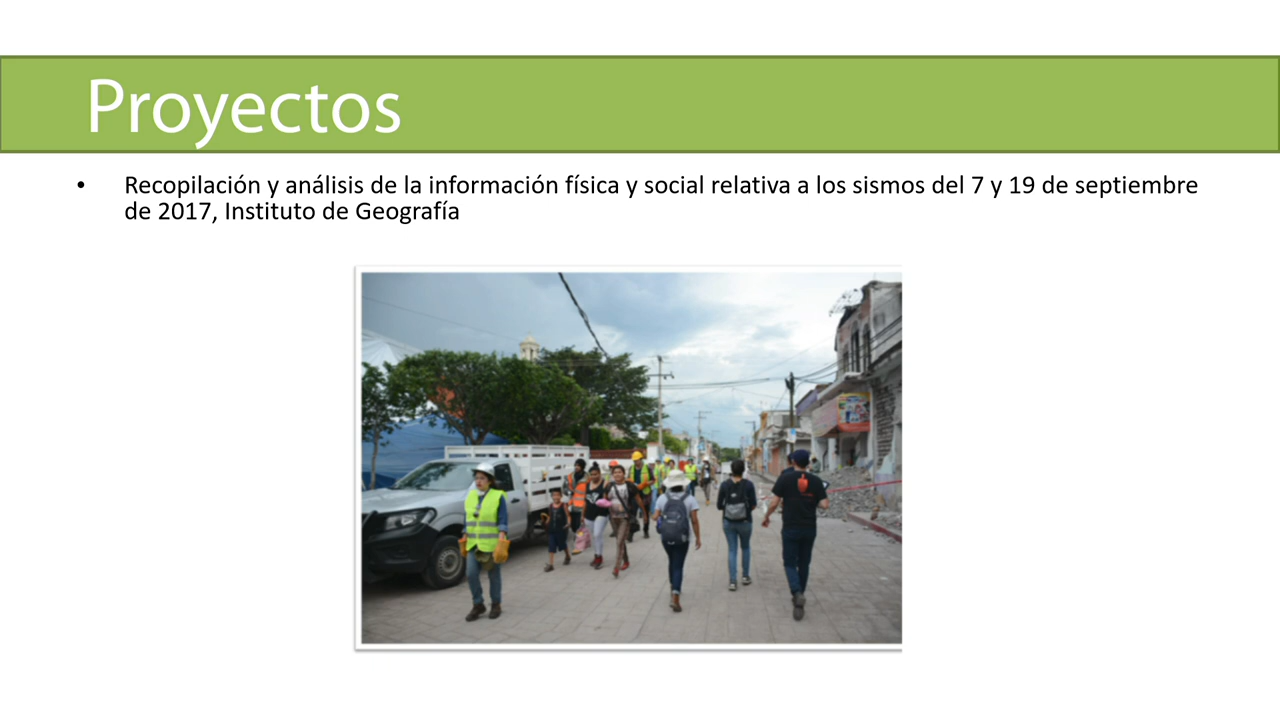 Proyectos
• Recopilación y análisis de la información física y social relativa a los sismos del 7 y 19 de septiembre
de 2017, Instituto de Geografía